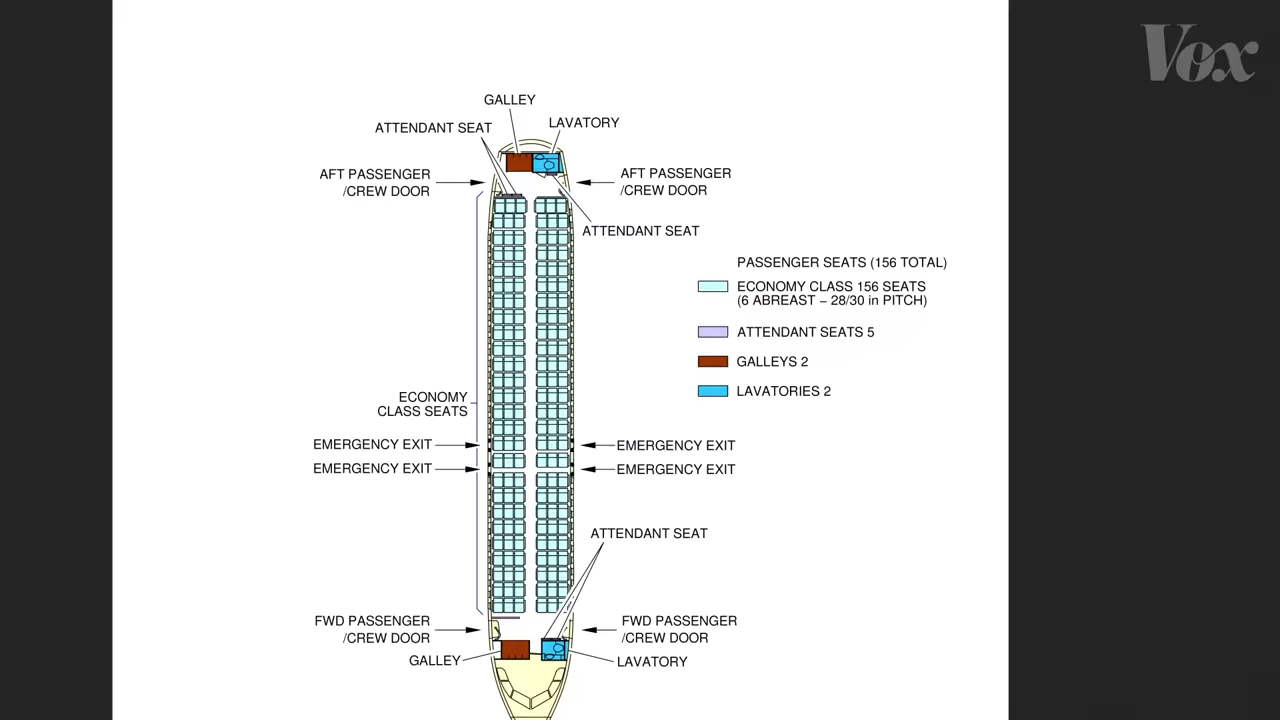 Vox
GALLEY
ATTENDANT SEAT
LAVATORY
AFT PASSENGER
/CREW DOOR
AFT PASSENGER
/CREW DOOR
ATTENDANT SEAT
PASSENGER SEATS (156 TOTAL)
ECONOMY CLASS 156 SEATS
(6 ABREAST – 28/30 in PITCH)
ATTENDANT SEATS 5
GALLEYS 2
LAVATORIES 2
ECONOMY
CLASS SEATS
EMERGENCY EXIT
EMERGENCY EXIT
EMERGENCY EXIT
EMERGENCY EXIT
ATTENDANT SEAT
FWD PASSENGER
/CREW DOOR
FWD PASSENGER
/CREW DOOR
GALLEY
LAVATORY